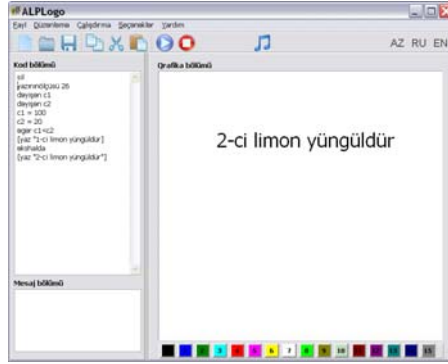 ALPLogo
Fayl Düzənləmə Çalışdırma Seçənəklər Yardım
AZ RU EN
Kod bölümü
Qrafika bölümü
sil
yazınınölçüsü 26
dəyişən c1
dəyişən c2
c1 = 100
c2 = 20
əgər c1<c2
[yaz "1-ci limon yüngüldür]
əkshalda
[yaz "2-ci limon yüngüldür"]
2-ci limon yüngüldür
Mesaj bölümü